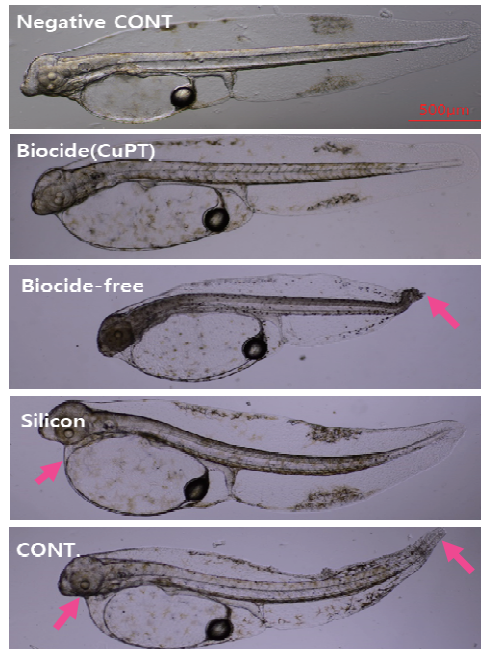 Negative CONT
500μm
Biocide(CuPT)
Biocide-free
Silicon
CONT.